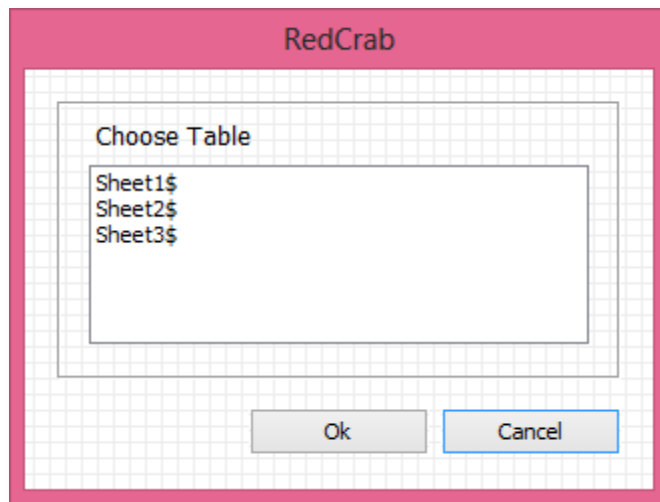 RedCrab
Choose Table
Sheet1$
Sheet2$
Sheet3$
Ok
Cancel